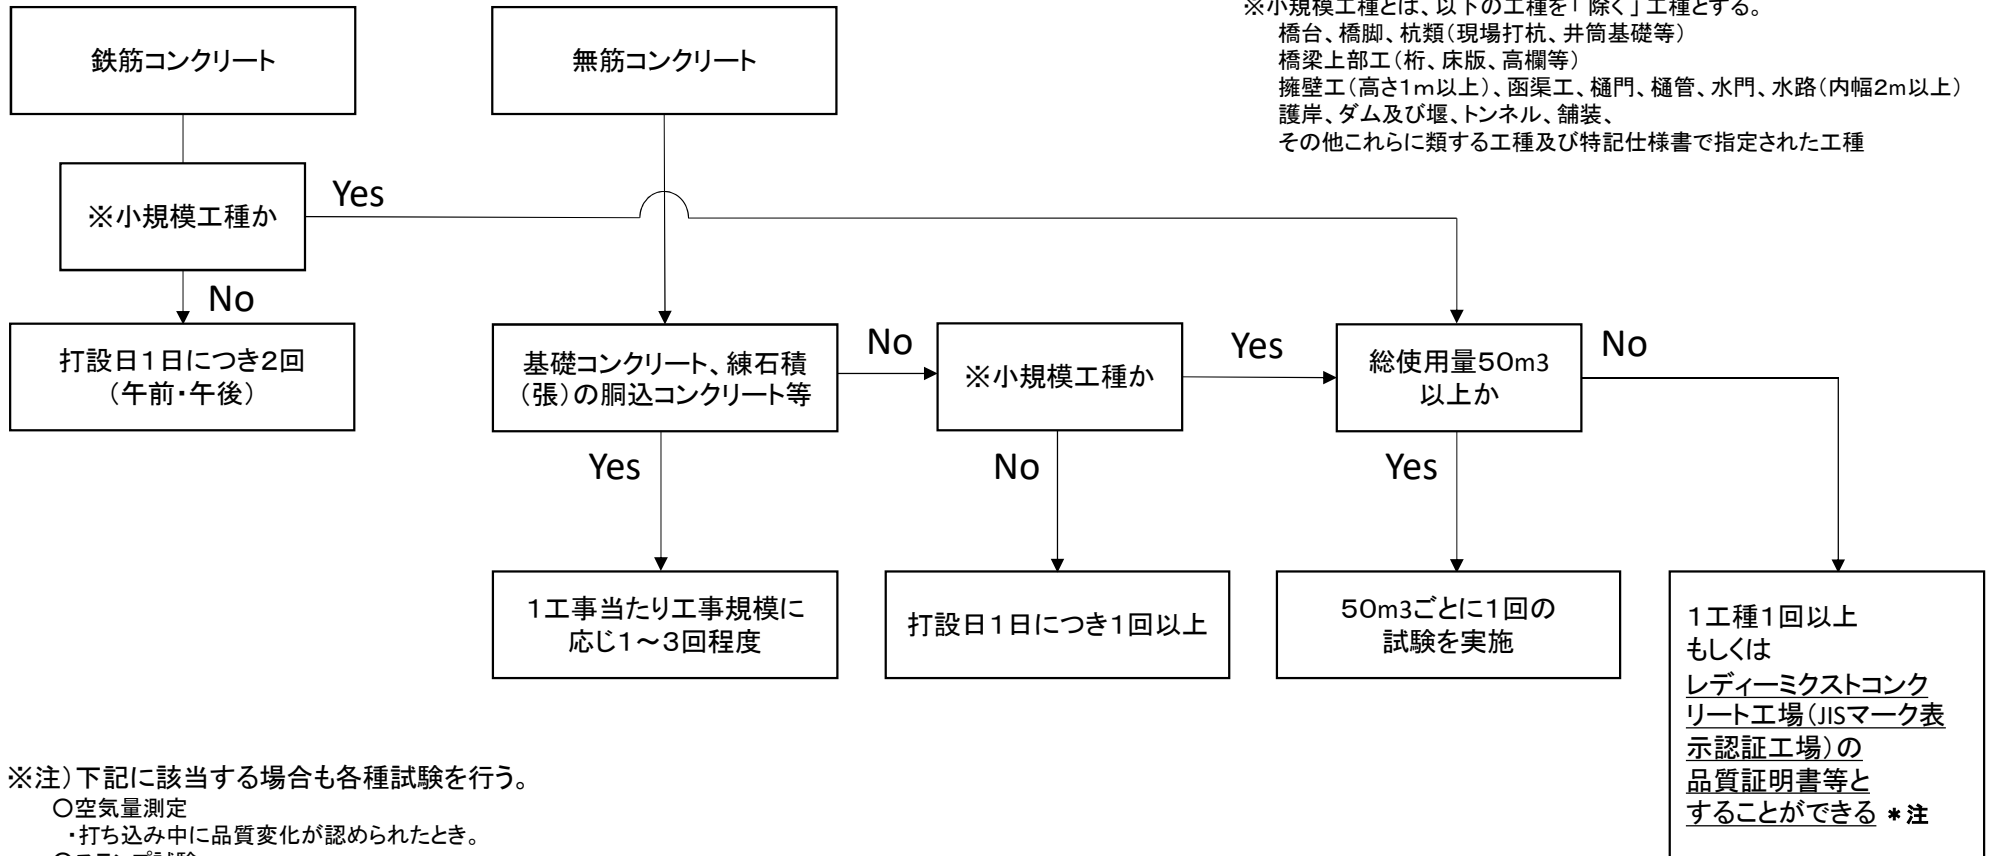 ※小規模工種とは、以下の工種を「除く」工種とする。
橋台、橋脚、杭類(現場打杭、井筒基礎等)
橋梁上部工(桁、床版、高欄等)
擁壁工(高さ1m以上)、函渠工、樋門、樋管、水門、水路(内幅2m以上)
護岸、ダム及び堰、トンネル、舗装、
その他これらに類する工種及び特記仕様書で指定された工種
鉄筋コンクリート
無筋コンクリート
※小規模工種か
Yes
No
打設日1日につき2回
(午前・午後)
基礎コンクリート、練石積
(張)の胴込コンクリート等
No
※小規模工種か
Yes
総使用量50m3
以上か
No
Yes
No
Yes
1工事当たり工事規模に
応じ1~3回程度
打設日1日につき1回以上
50m3ごとに1回の
試験を実施
1工種1回以上
もしくは
レディーミクストコンク
リート工場(JISマーク表
示認証工場)の
品質証明書等と
することができる *注
※注)下記に該当する場合も各種試験を行う。
○空気量測定
・打ち込み中に品質変化が認められたとき。